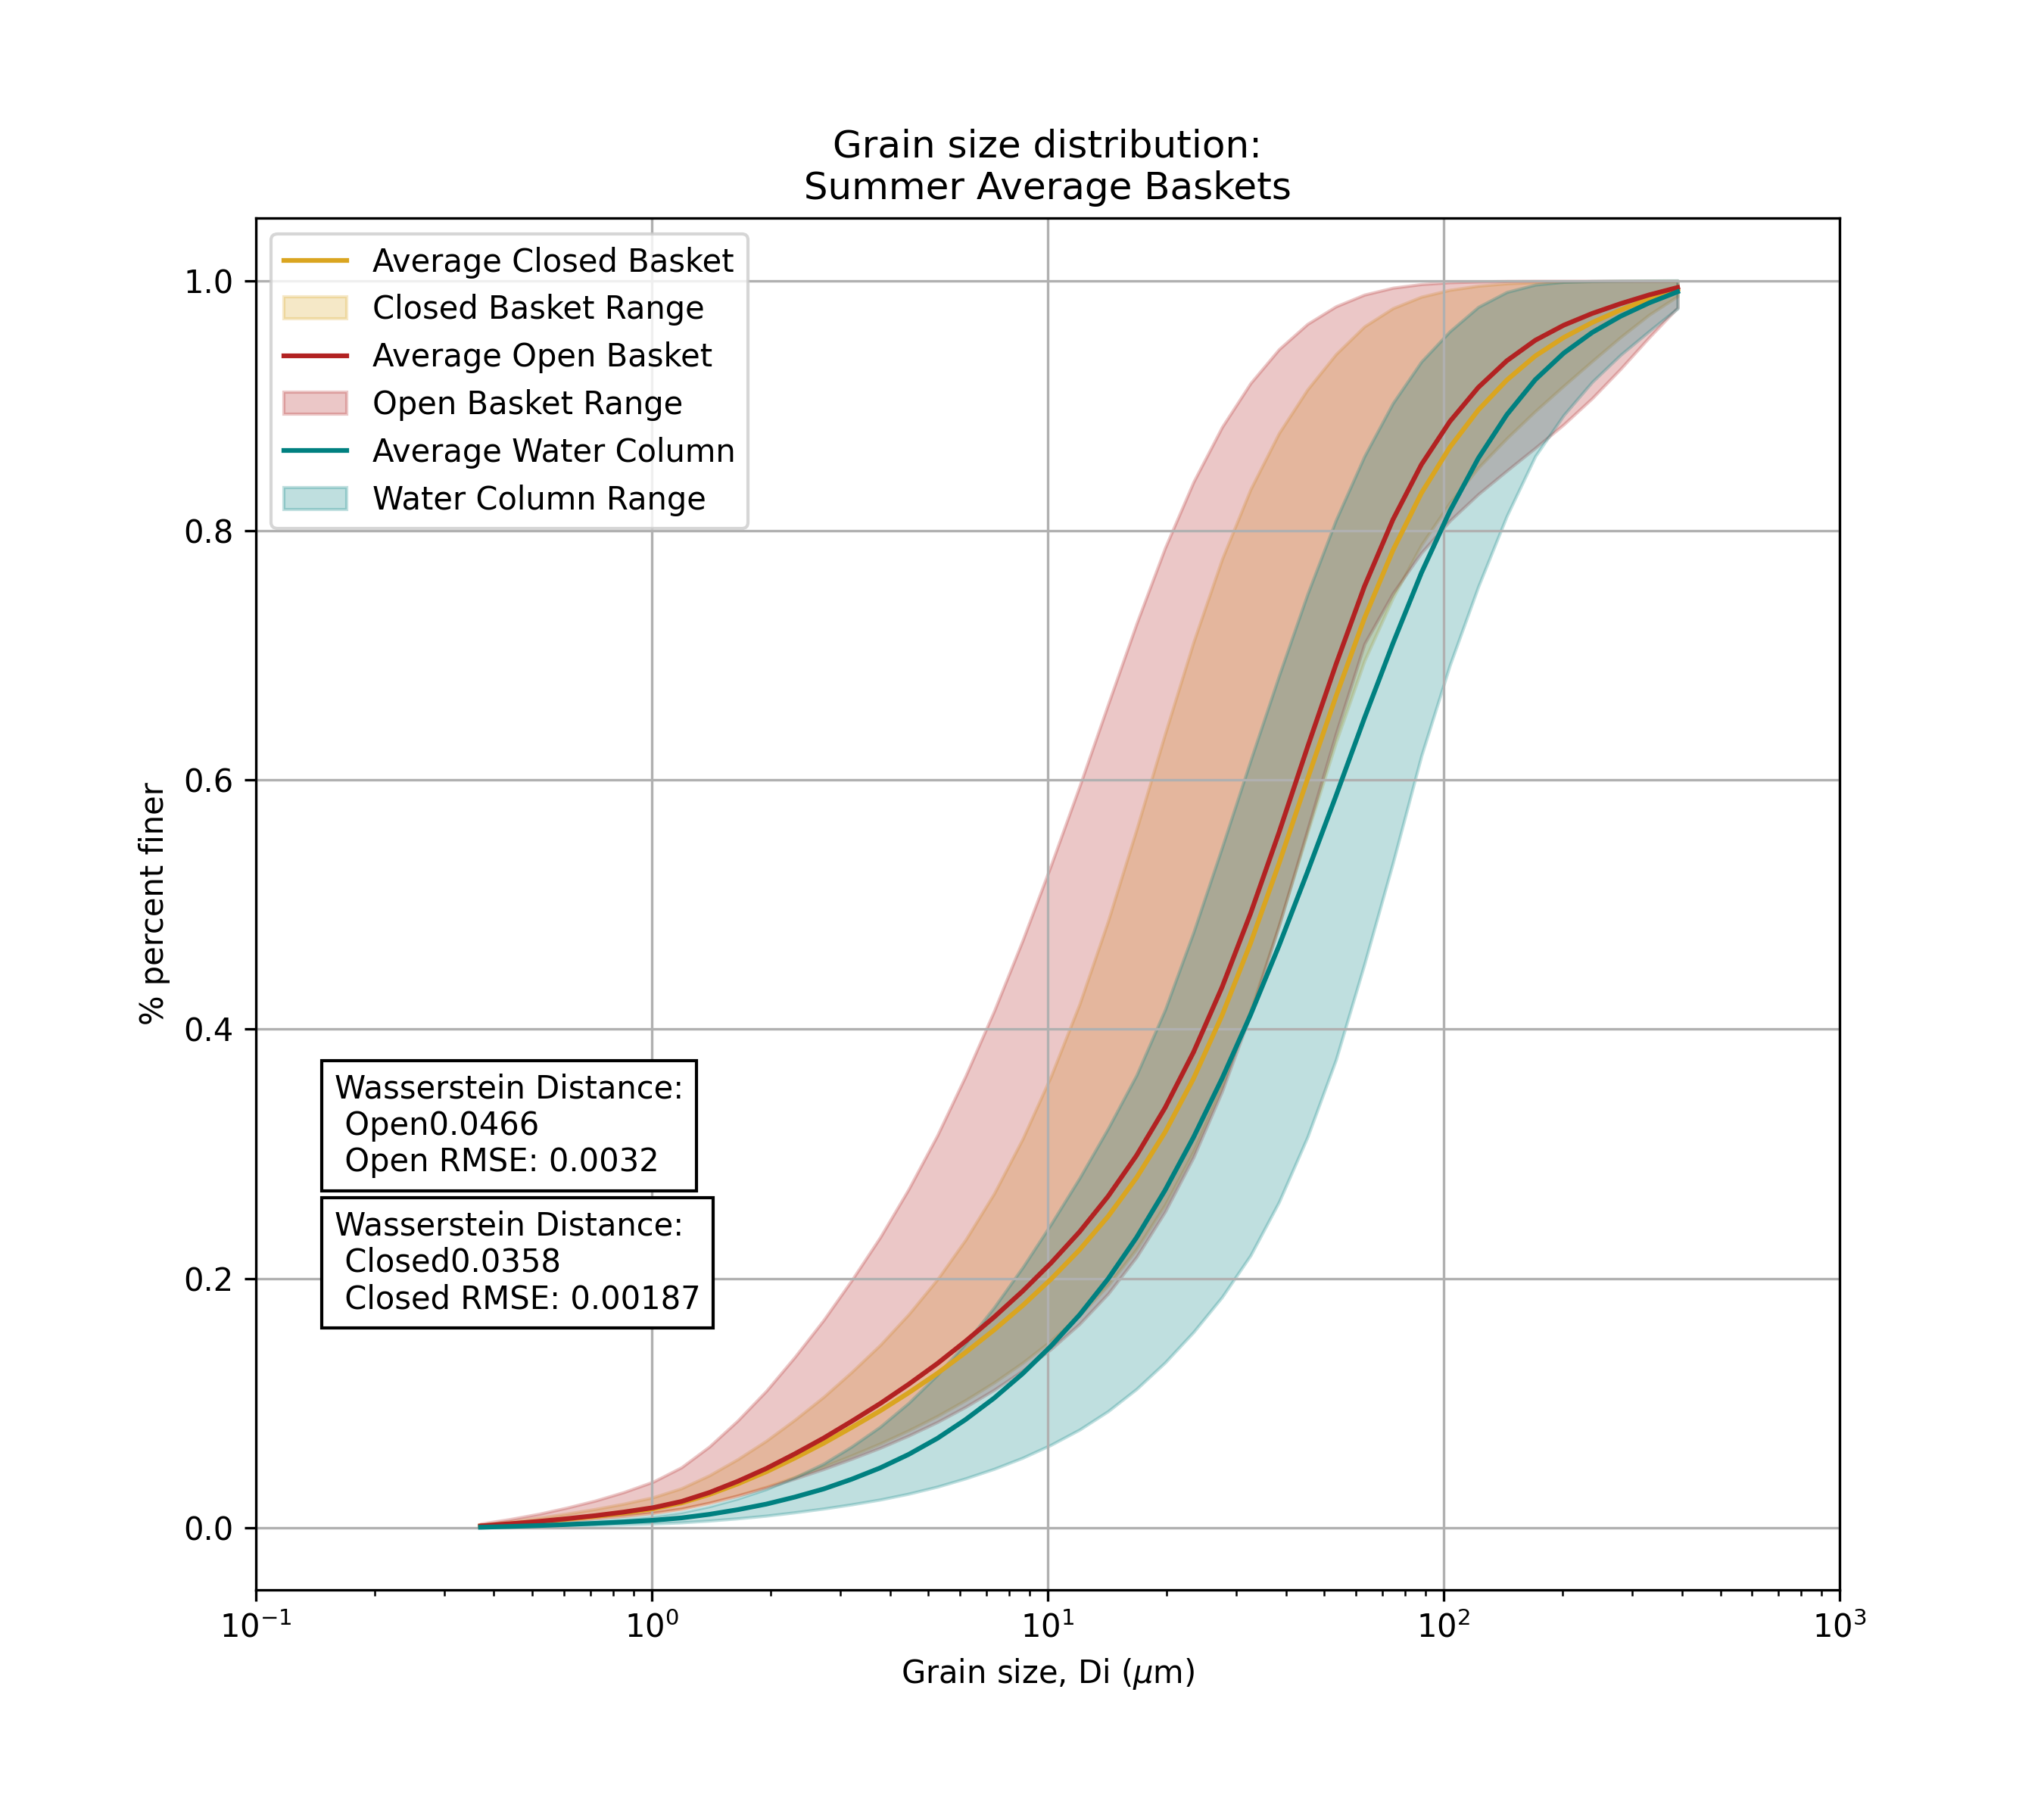 Grain size distribution:
Summer Average Baskets
Average Closed Basket
Closed Basket Range
Average Open Basket
Open Basket Range
Average Water Column
Water Column Range
1.0
0.8
0.6
0.4
0.2
0.0
% percent finer
Wasserstein Distance:
Open0.0466
Open RMSE: 0.0032
Wasserstein Distance:
Closed0.0358
Closed RMSE: 0.00187
10⁻¹ 10⁰ 10¹ 10² 10³
Grain size, Di (μm)